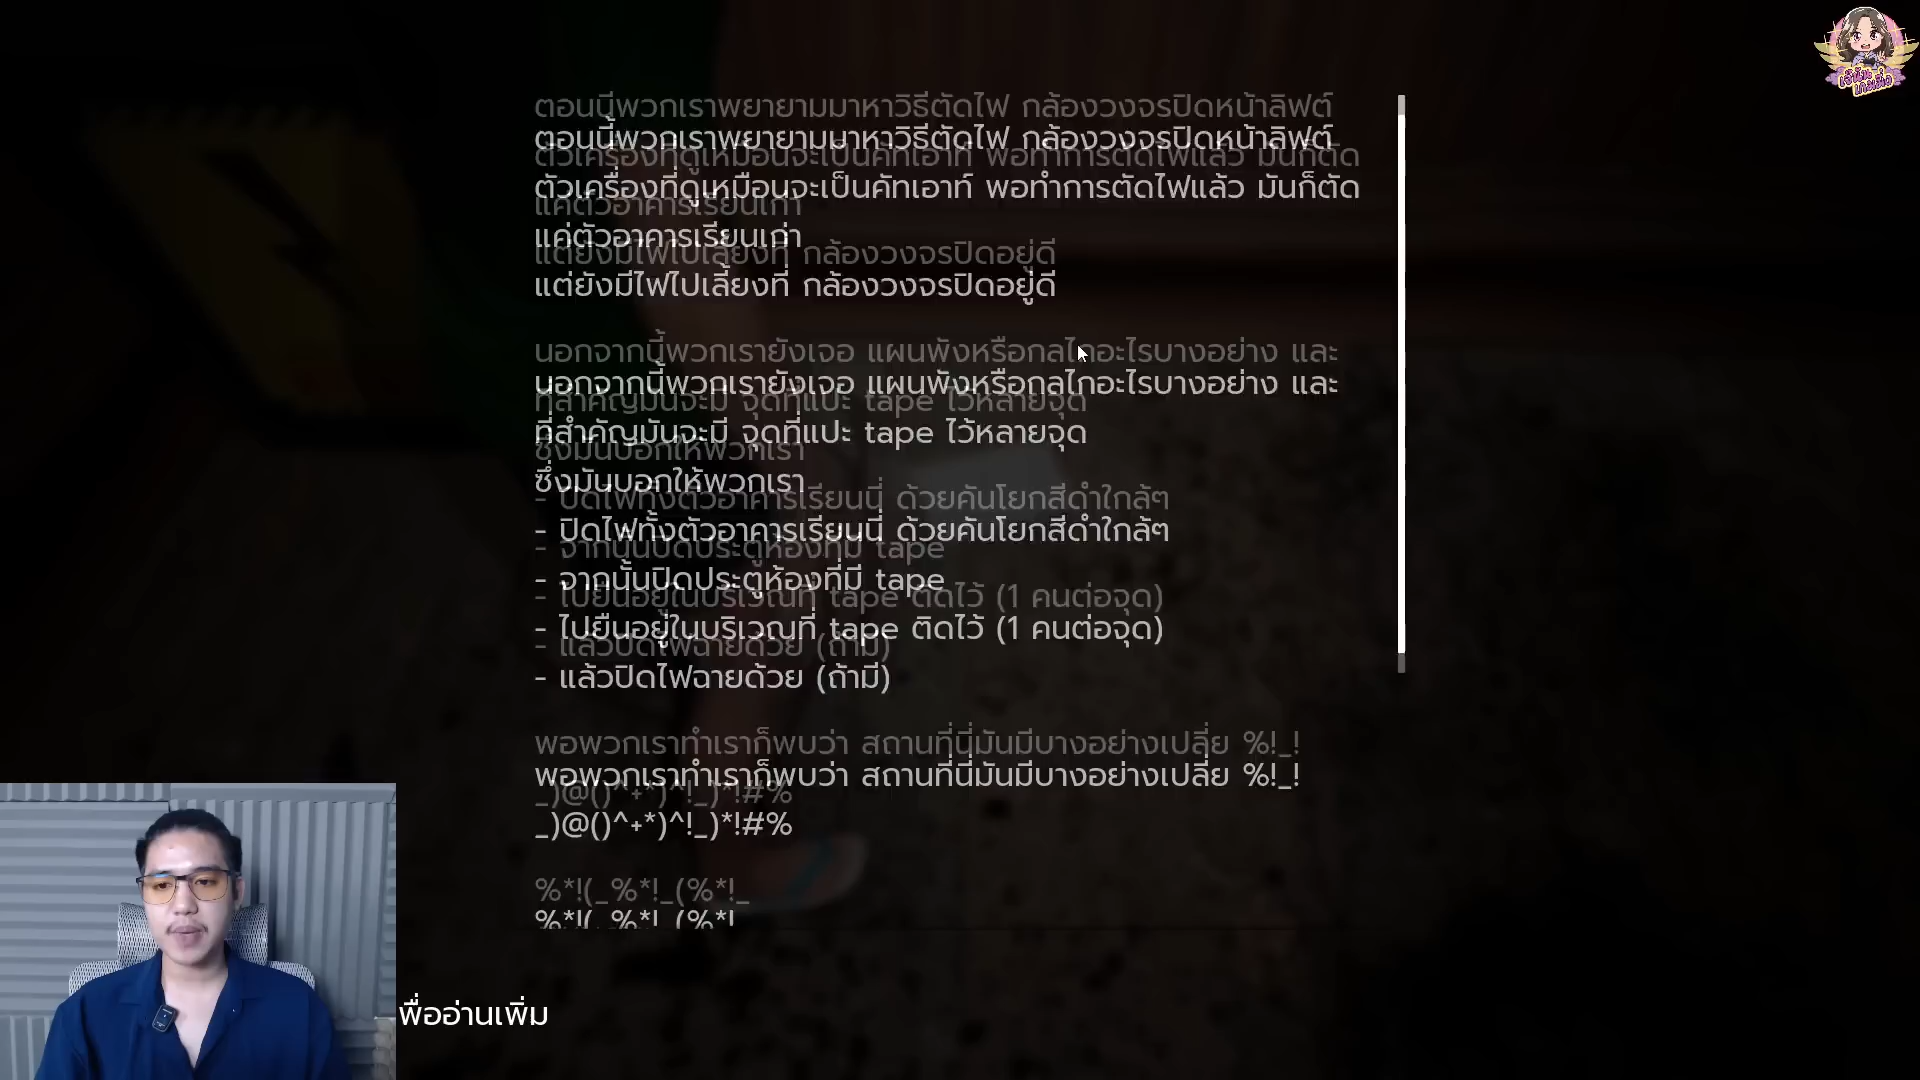 ตอนนี้พวกเราพยายามมาหาวิธีตัดไฟ กล้องวงจรปิดหน้าลิฟต์
ตัวเครื่องที่ดูเหมือนจะเป็นคัทเอาท์ พอทำการตัดไฟแล้ว มันก็ตัด
แค่ตัวอาคารเรียนเก่า
แต่ยังมีไฟไปเลี้ยงที่ กล้องวงจรปิดอยู่ดี
นอกจากนี้พวกเรายังเจอ แผนผังหรือกลไกอะไรบางอย่าง และ
ที่สำคัญมันจะมี จุดที่แปะ tape ไว้หลายจุด
ซึ่งมันบอกให้พวกเรา
- ปิดไฟทั้งตัวอาคารเรียนนี่ ด้วยคันโยกสีดำใกล้ๆ
- จากนั้นปิดประตูห้องที่มี tape
- ไปยืนอยู่ในบริเวณที่ tape ติดไว้ (1 คนต่อจุด)
- แล้วปิดไฟฉายด้วย (ถ้ามี)
พอพวกเราทำเราก็พบว่า สถานที่นี่มันมีบางอย่างเปลี่ย %!_!
_)@()^+*)^!_)*!#%
%*!(_%*!_(%*!_
พื่ออ่านเพิ่ม